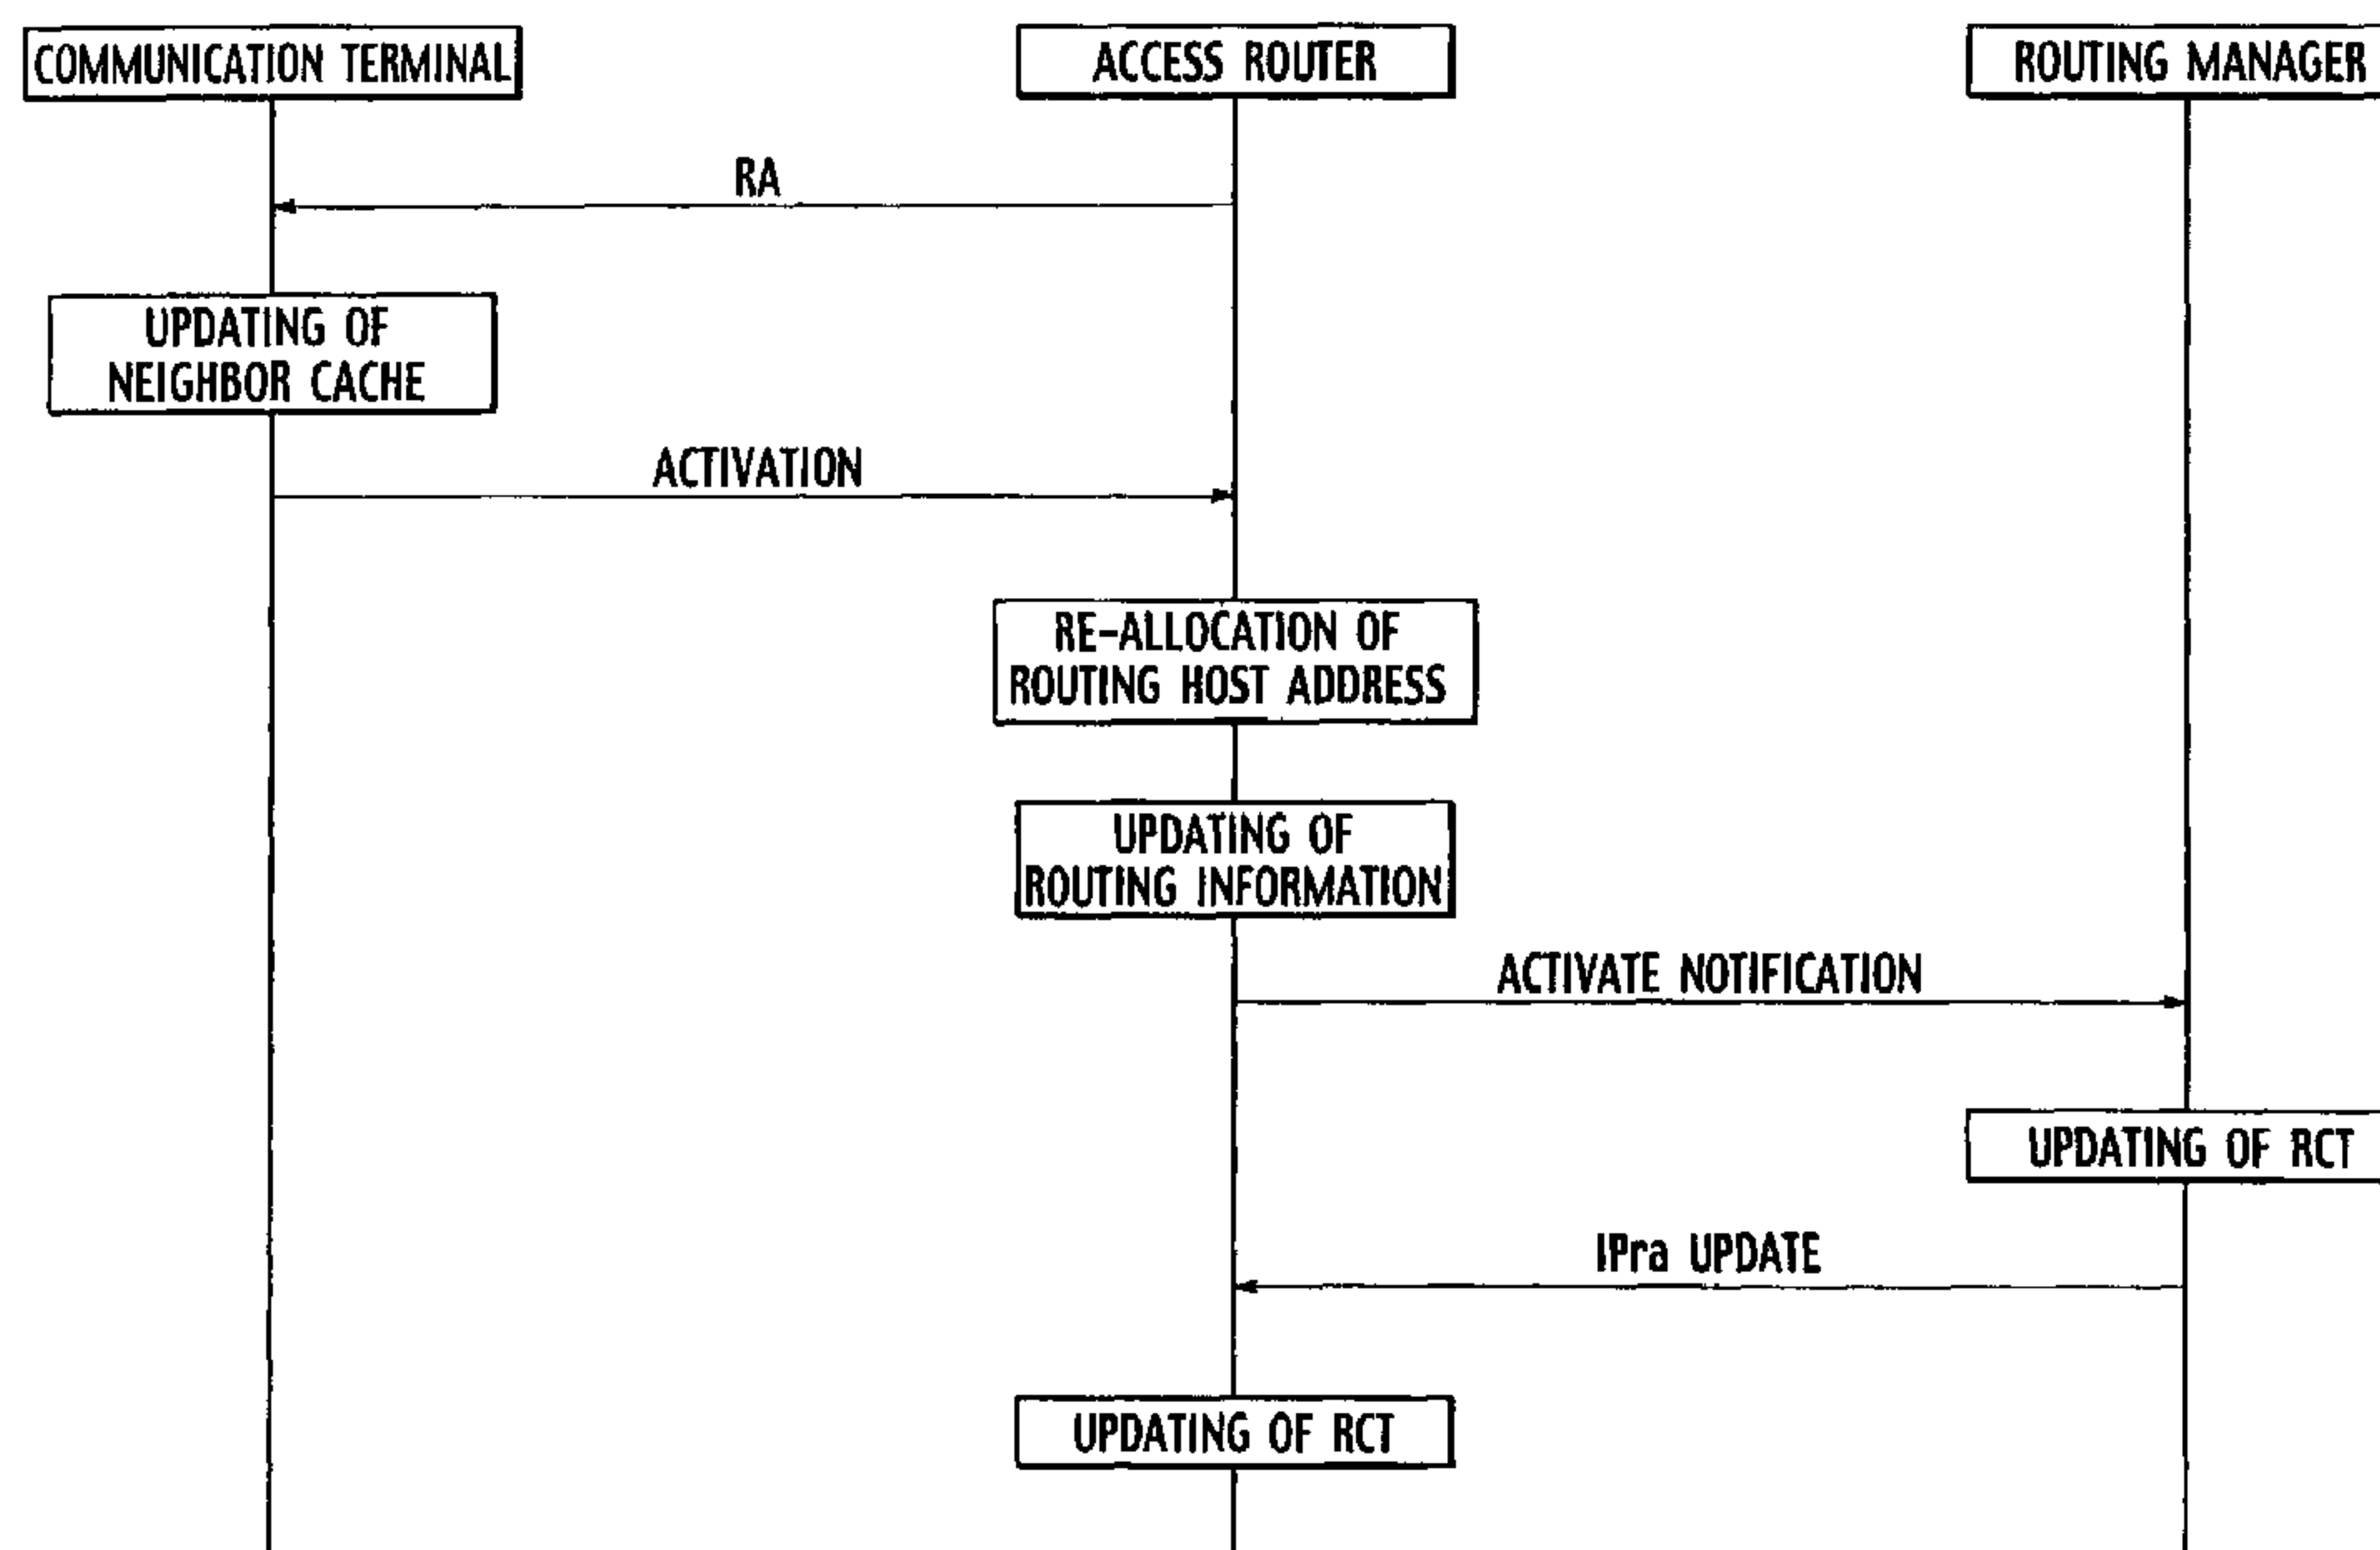 COMMUNICATION TERMINAL
ACCESS ROUTER
ROUTING MANAGER
RA
UPDATING OF
NEIGHBOR CACHE
ACTIVATION
RE-ALLOCATION OF
ROUTING HOST ADDRESS
UPDATING OF
ROUTING INFORMATION
ACTIVATE NOTIFICATION
UPDATING OF RCT
IPra UPDATE
UPDATING OF RCT